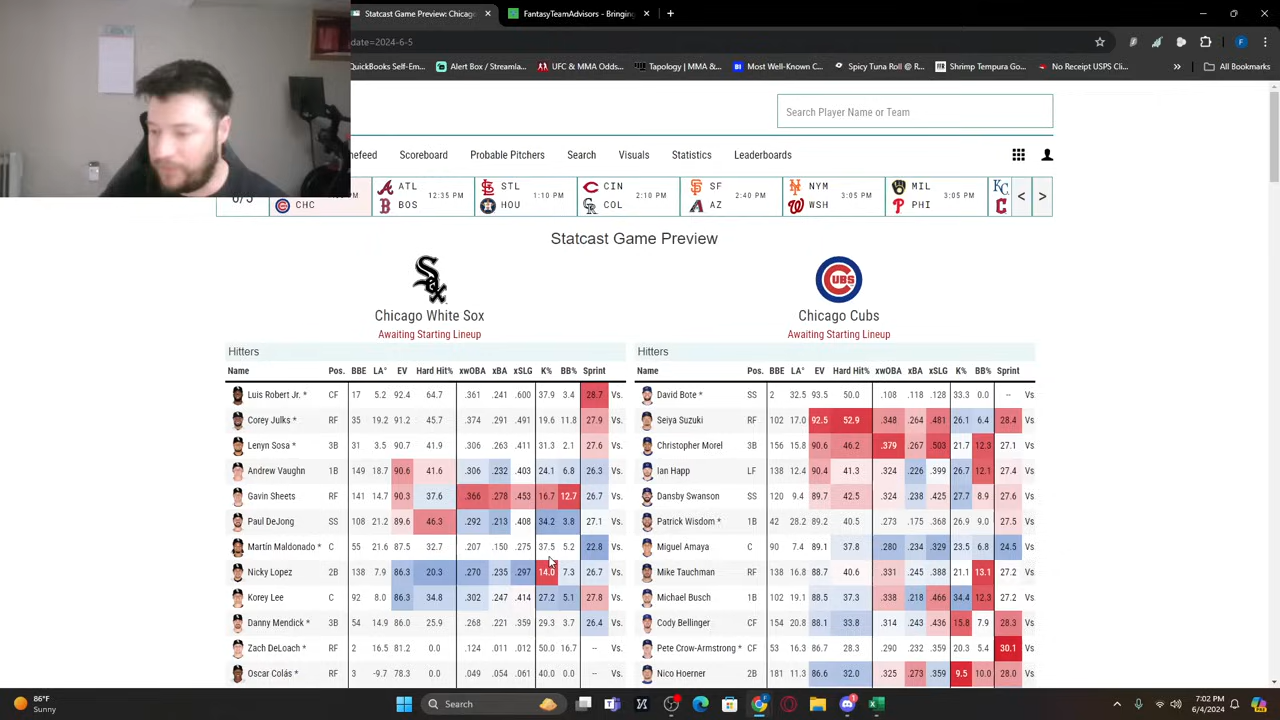 Statcast Game Preview: Chicag
FantasyTeamAdvisors - Bringing
date=2024-6-5
QuickBooks Self-Em...
Alert Box / Streamla...
UFC & MMA Odds...
Tapology | MMA &...
Most Well-Known C...
Spicy Tuna Roll @ R...
Shrimp Tempura Go...
No Receipt USPS Cli...
All Bookmarks
Search Player Name or Team
mefeed
Scoreboard
Probable Pitchers
Search
Visuals
Statistics
Leaderboards
6/5
CHC
ATL
BOS
12:35 PM
STL
HOU
1:10 PM
CIN
COL
2:10 PM
SF
AZ
2:40 PM
NYM
WSH
3:05 PM
MIL
PHI
3:05 PM
KC
< >
Statcast Game Preview
Sox
CUBS
Chicago White Sox
Chicago Cubs
Awaiting Starting Lineup
Awaiting Starting Lineup
Hitters
Name Pos. BBE LA° EV Hard Hit% xwOBA xBA xSLG K% BB% Sprint
Luis Robert Jr. * CF 17 5.2 92.4 64.7 .361 .241 .600 37.9 3.4 28.7 Vs.
Corey Julks * RF 35 19.2 91.2 45.7 .374 .291 .491 19.6 11.8 27.9 Vs.
Lenyn Sosa * 3B 31 3.5 90.7 41.9 .306 .263 .411 31.3 2.1 27.6 Vs.
Andrew Vaughn 1B 149 18.7 90.6 41.6 .306 .232 .403 24.1 6.8 26.3 Vs.
Gavin Sheets RF 141 14.7 90.3 37.6 .366 .278 .453 16.7 12.7 26.7 Vs.
Paul DeJong SS 108 21.2 89.6 46.3 .292 .213 .408 34.2 3.8 27.1 Vs.
Martín Maldonado * C 55 21.6 87.5 32.7 .207 .150 .275 37.5 5.2 22.8 Vs.
Nicky Lopez 2B 138 7.9 86.3 20.3 .270 .235 .297 14.0 7.3 26.7 Vs.
Korey Lee C 92 8.0 86.3 34.8 .302 .247 .414 27.2 5.1 27.8 Vs.
Danny Mendick * 3B 54 14.9 86.0 25.9 .268 .221 .359 29.3 3.7 26.4 Vs.
Zach DeLoach * RF 2 16.5 81.2 0.0 .124 .011 .012 50.0 16.7 -- Vs.
Oscar Colás * RF 3 -9.7 78.3 0.0 .049 .054 .061 40.0 0.0 -- Vs.
Hitters
Name Pos. BBE LA° EV Hard Hit% xwOBA xBA xSLG K% BB% Sprint
David Bote * SS 2 32.5 93.5 50.0 .108 .118 .128 33.3 0.0 -- Vs
Seiya Suzuki RF 102 17.0 92.5 52.9 .348 .264 .481 26.1 6.4 28.4 Vs
Christopher Morel 3B 156 15.8 90.6 46.2 .379 .267 .503 21.7 12.3 27.1 Vs
Ian Happ LF 138 12.4 90.4 41.3 .324 .226 .399 26.7 12.1 27.4 Vs
Dansby Swanson SS 120 9.4 89.7 42.5 .324 .238 .425 27.7 8.9 27.6 Vs
Patrick Wisdom * 1B 42 28.2 89.2 40.5 .273 .175 .368 26.9 9.0 27.5 Vs
Miguel Amaya C 90 7.4 89.1 37.8 .280 .234 .329 23.5 6.8 24.5 Vs
Mike Tauchman RF 138 16.8 88.7 40.6 .331 .245 .388 21.1 13.1 27.2 Vs
Michael Busch 1B 102 19.1 88.5 37.3 .338 .218 .466 34.4 12.3 27.2 Vs
Cody Bellinger CF 154 20.8 88.1 33.8 .314 .243 .436 15.8 7.9 27.1 Vs
Pete Crow-Armstrong * CF 53 16.3 86.7 28.3 .290 .232 .359 20.3 5.4 30.1 Vs
Nico Hoerner 2B 181 11.3 86.6 32.0 .325 .273 .359 9.5 10.0 28.0 Vs
86°F
Sunny
Search
7:02 PM
6/4/2024